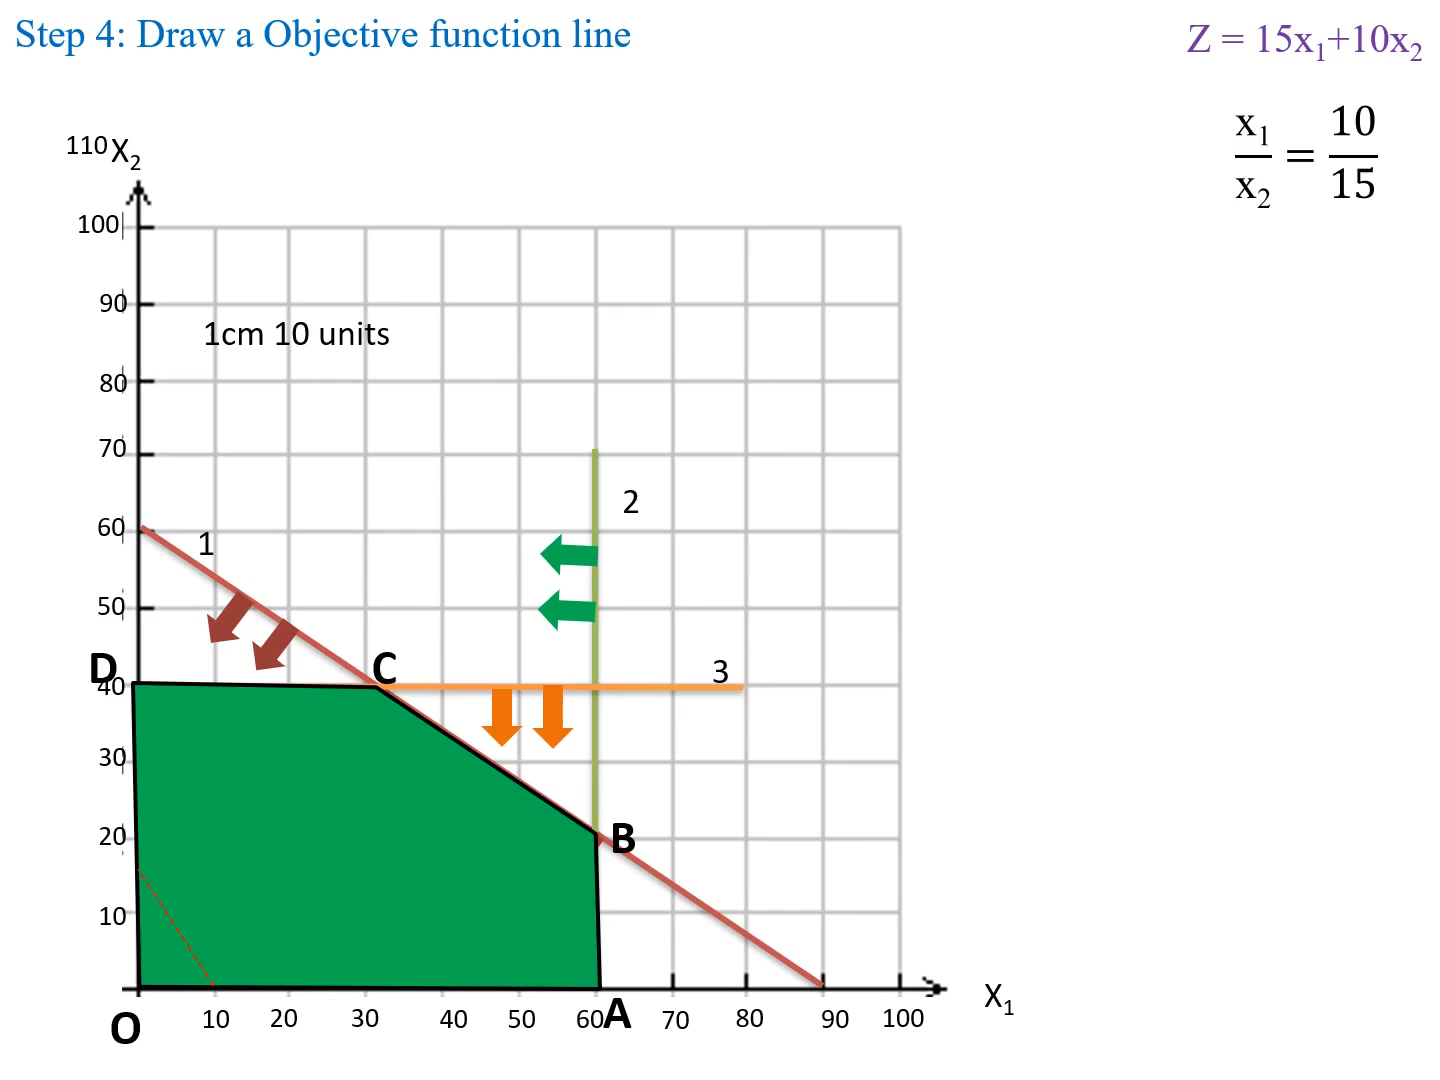 Step 4: Draw a Objective function line
Z = 15x₁+10x₂
x₁/x₂ = 10/15
110
X₂
100
90
1cm 10 units
80
70
2
60
1
50
D
C
3
40
30
20
B
10
X₁
O
10 20 30 40 50 60 A 70 80 90 100